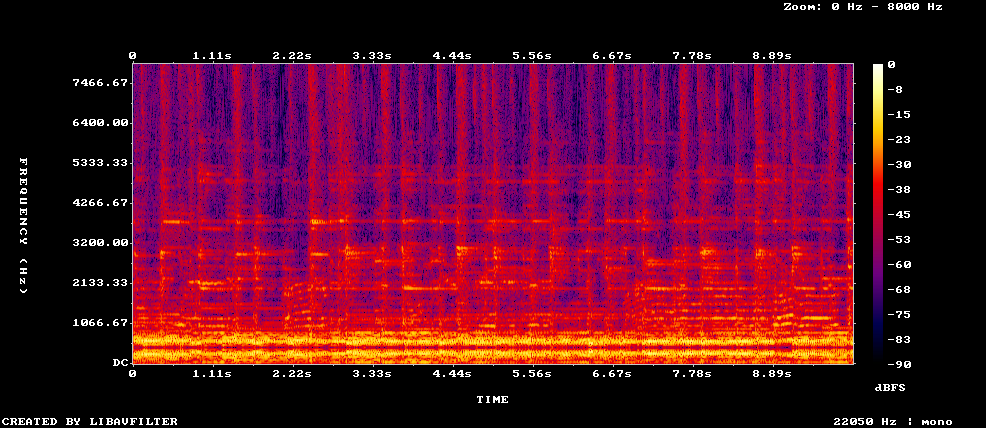 Zoom: 0 Hz - 8000 Hz
0 1.11s 2.22s 3.33s 4.44s 5.56s 6.67s 7.78s 8.89s
7466.67
6400.00
5333.33
4266.67
3200.00
2133.33
1066.67
DC
FREQUENCY (Hz)
0
-8
-15
-23
-30
-38
-45
-53
-60
-68
-75
-83
-90
dBFS
0 1.11s 2.22s 3.33s 4.44s 5.56s 6.67s 7.78s 8.89s
TIME
CREATED BY LIBAVFILTER
22050 Hz | mono